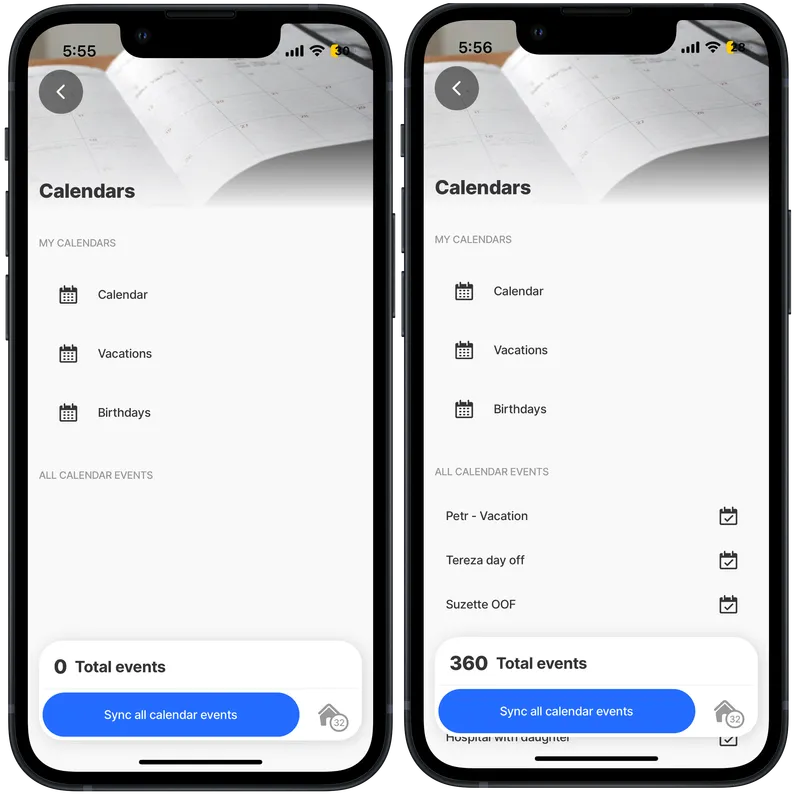 5:55
30
Calendars
MY CALENDARS
Calendar
Vacations
Birthdays
ALL CALENDAR EVENTS
0 Total events
Sync all calendar events
32
5:56
28
Calendars
MY CALENDARS
Calendar
Vacations
Birthdays
ALL CALENDAR EVENTS
Petr - Vacation
Tereza day off
Suzette OOF
360 Total events
Sync all calendar events
32
Hospital with daughter